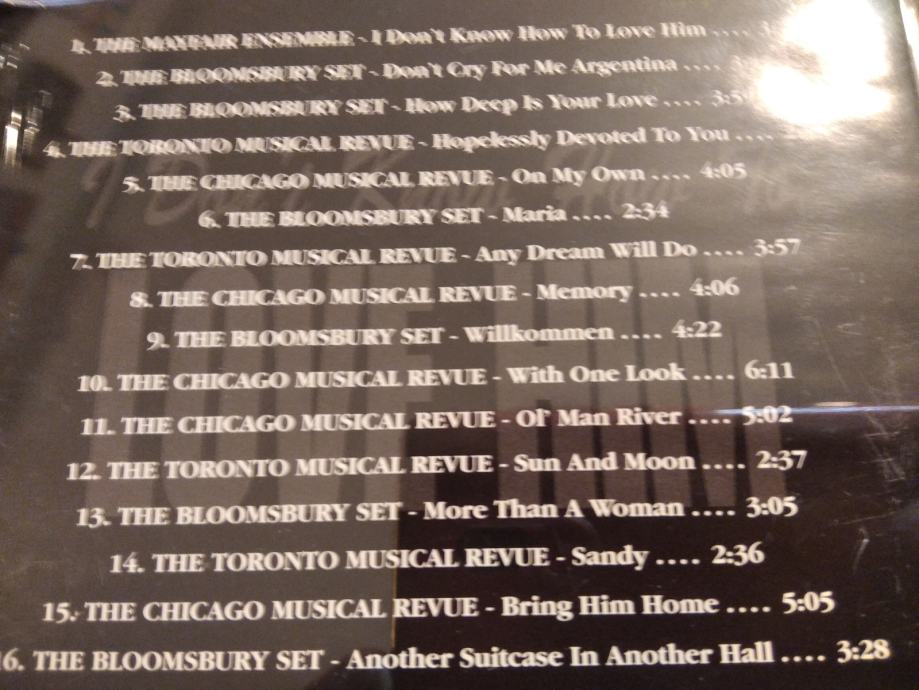 1. THE MAYFAIR ENSEMBLE - I Don't Know How To Love Him ....
2. THE BLOOMSBURY SET - Don't Cry For Me Argentina ....
3. THE BLOOMSBURY SET - How Deep Is Your Love ....
4. THE TORONTO MUSICAL REVUE - Hopelessly Devoted To You ....
5. THE CHICAGO MUSICAL REVUE - On My Own .... 4:05
6. THE BLOOMSBURY SET - Maria .... 2:34
7. THE TORONTO MUSICAL REVUE - Any Dream Will Do .... 3:57
8. THE CHICAGO MUSICAL REVUE - Memory .... 4:06
9. THE BLOOMSBURY SET - Willkommen .... 4:22
10. THE CHICAGO MUSICAL REVUE - With One Look .... 6:11
11. THE CHICAGO MUSICAL REVUE - Ol' Man River .... 5:02
12. THE TORONTO MUSICAL REVUE - Sun And Moon .... 2:37
13. THE BLOOMSBURY SET - More Than A Woman .... 3:05
14. THE TORONTO MUSICAL REVUE - Sandy .... 2:36
15. THE CHICAGO MUSICAL REVUE - Bring Him Home .... 5:05
16. THE BLOOMSBURY SET - Another Suitcase In Another Hall .... 3:28
I Don't Know How To
LOVE HIM